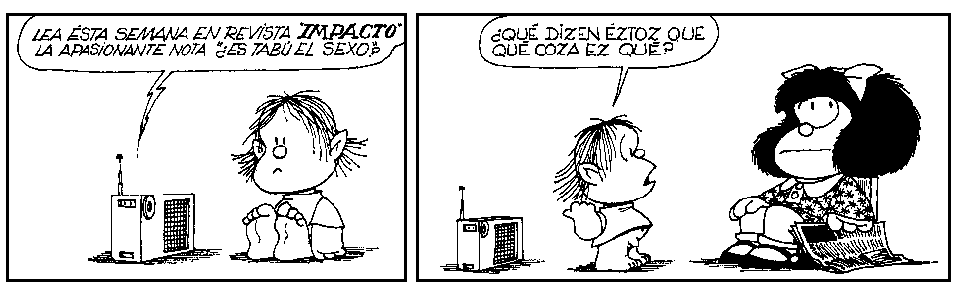 LEA ÉSTA SEMANA EN REVISTA "IMPACTO"
LA APASIONANTE NOTA "¿ES TABÚ EL SEXO?"
¿QUÉ DIZEN ÉZTOZ QUE
QUÉ COZA EZ QUÉ?